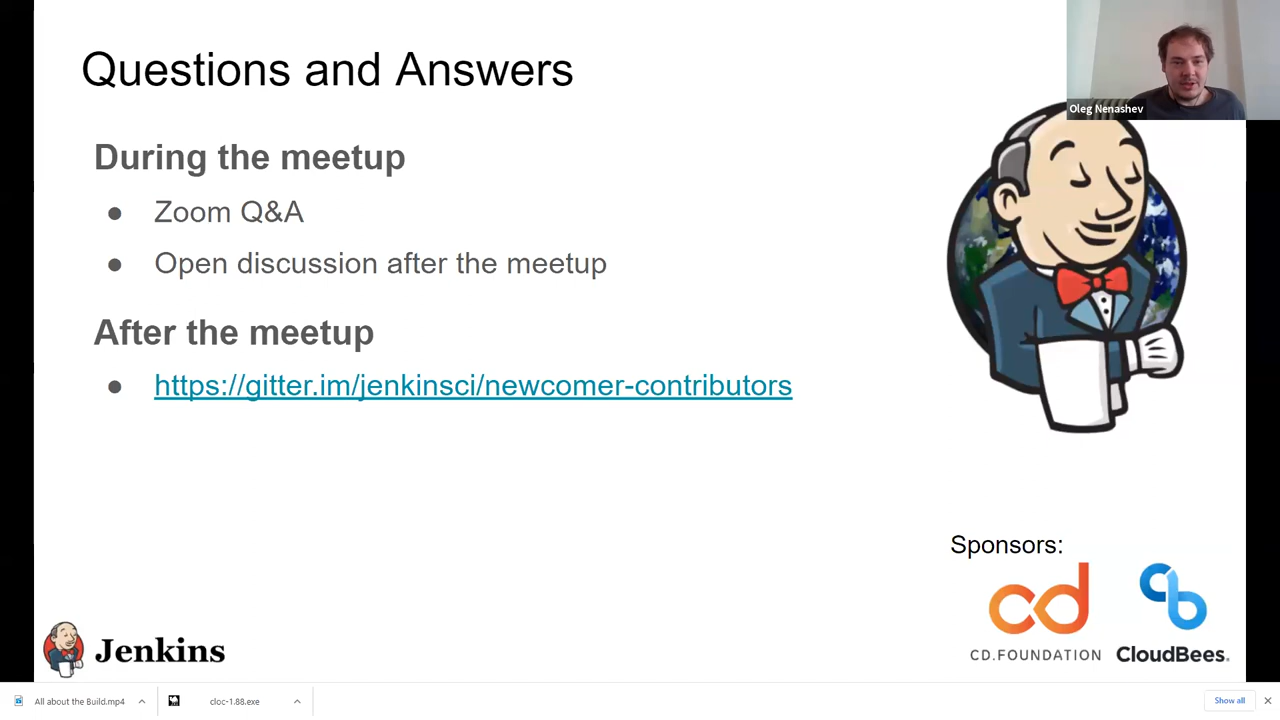 Questions and Answers
Oleg Nenashev
During the meetup
● Zoom Q&A
● Open discussion after the meetup
After the meetup
● https://gitter.im/jenkinsci/newcomer-contributors
Sponsors:
cd
CD.FOUNDATION
cb
CloudBees®
Jenkins
All about the Build.mp4
cloc-1.88.exe
Show all